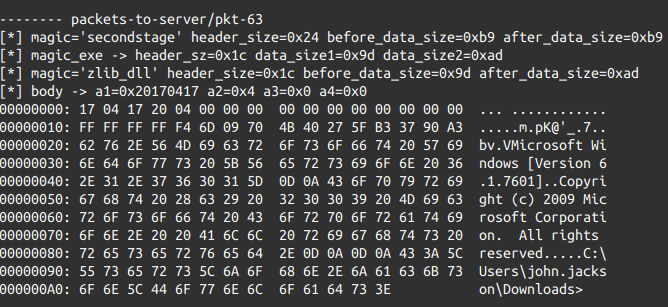 -------- packets-to-server/pkt-63
[*] magic='secondstage' header_size=0x24 before_data_size=0xb9 after_data_size=0xb9
[*] magic_exe -> header_sz=0x1c data_size1=0x9d data_size2=0xad
[*] magic='zlib_dll' header_size=0x1c before_data_size=0x9d after_data_size=0xad
[*] body -> a1=0x20170417 a2=0x4 a3=0x0 a4=0x0
00000000: 17 04 17 20 04 00 00 00  00 00 00 00 00 00 00 00  ... ............
00000010: FF FF FF FF F4 6D 09 70  4B 40 27 5F B3 37 90 A3  .....m.pK@'_.7..
00000020: 62 76 2E 56 4D 69 63 72  6F 73 6F 66 74 20 57 69  bv.VMicrosoft Wi
00000030: 6E 64 6F 77 73 20 5B 56  65 72 73 69 6F 6E 20 36  ndows [Version 6
00000040: 2E 31 2E 37 36 30 31 5D  0D 0A 43 6F 70 79 72 69  .1.7601]..Copyri
00000050: 67 68 74 20 28 63 29 20  32 30 30 39 20 4D 69 63  ght (c) 2009 Mic
00000060: 72 6F 73 6F 66 74 20 43  6F 72 70 6F 72 61 74 69  rosoft Corporati
00000070: 6F 6E 2E 20 20 41 6C 6C  20 72 69 67 68 74 73 20  on.  All rights
00000080: 72 65 73 65 72 76 65 64  2E 0D 0A 0D 0A 43 3A 5C  reserved.....C:\
00000090: 55 73 65 72 73 5C 6A 6F  68 6E 2E 6A 61 63 6B 73  Users\john.jacks
000000A0: 6F 6E 5C 44 6F 77 6E 6C  6F 61 64 73 3E           on\Downloads>